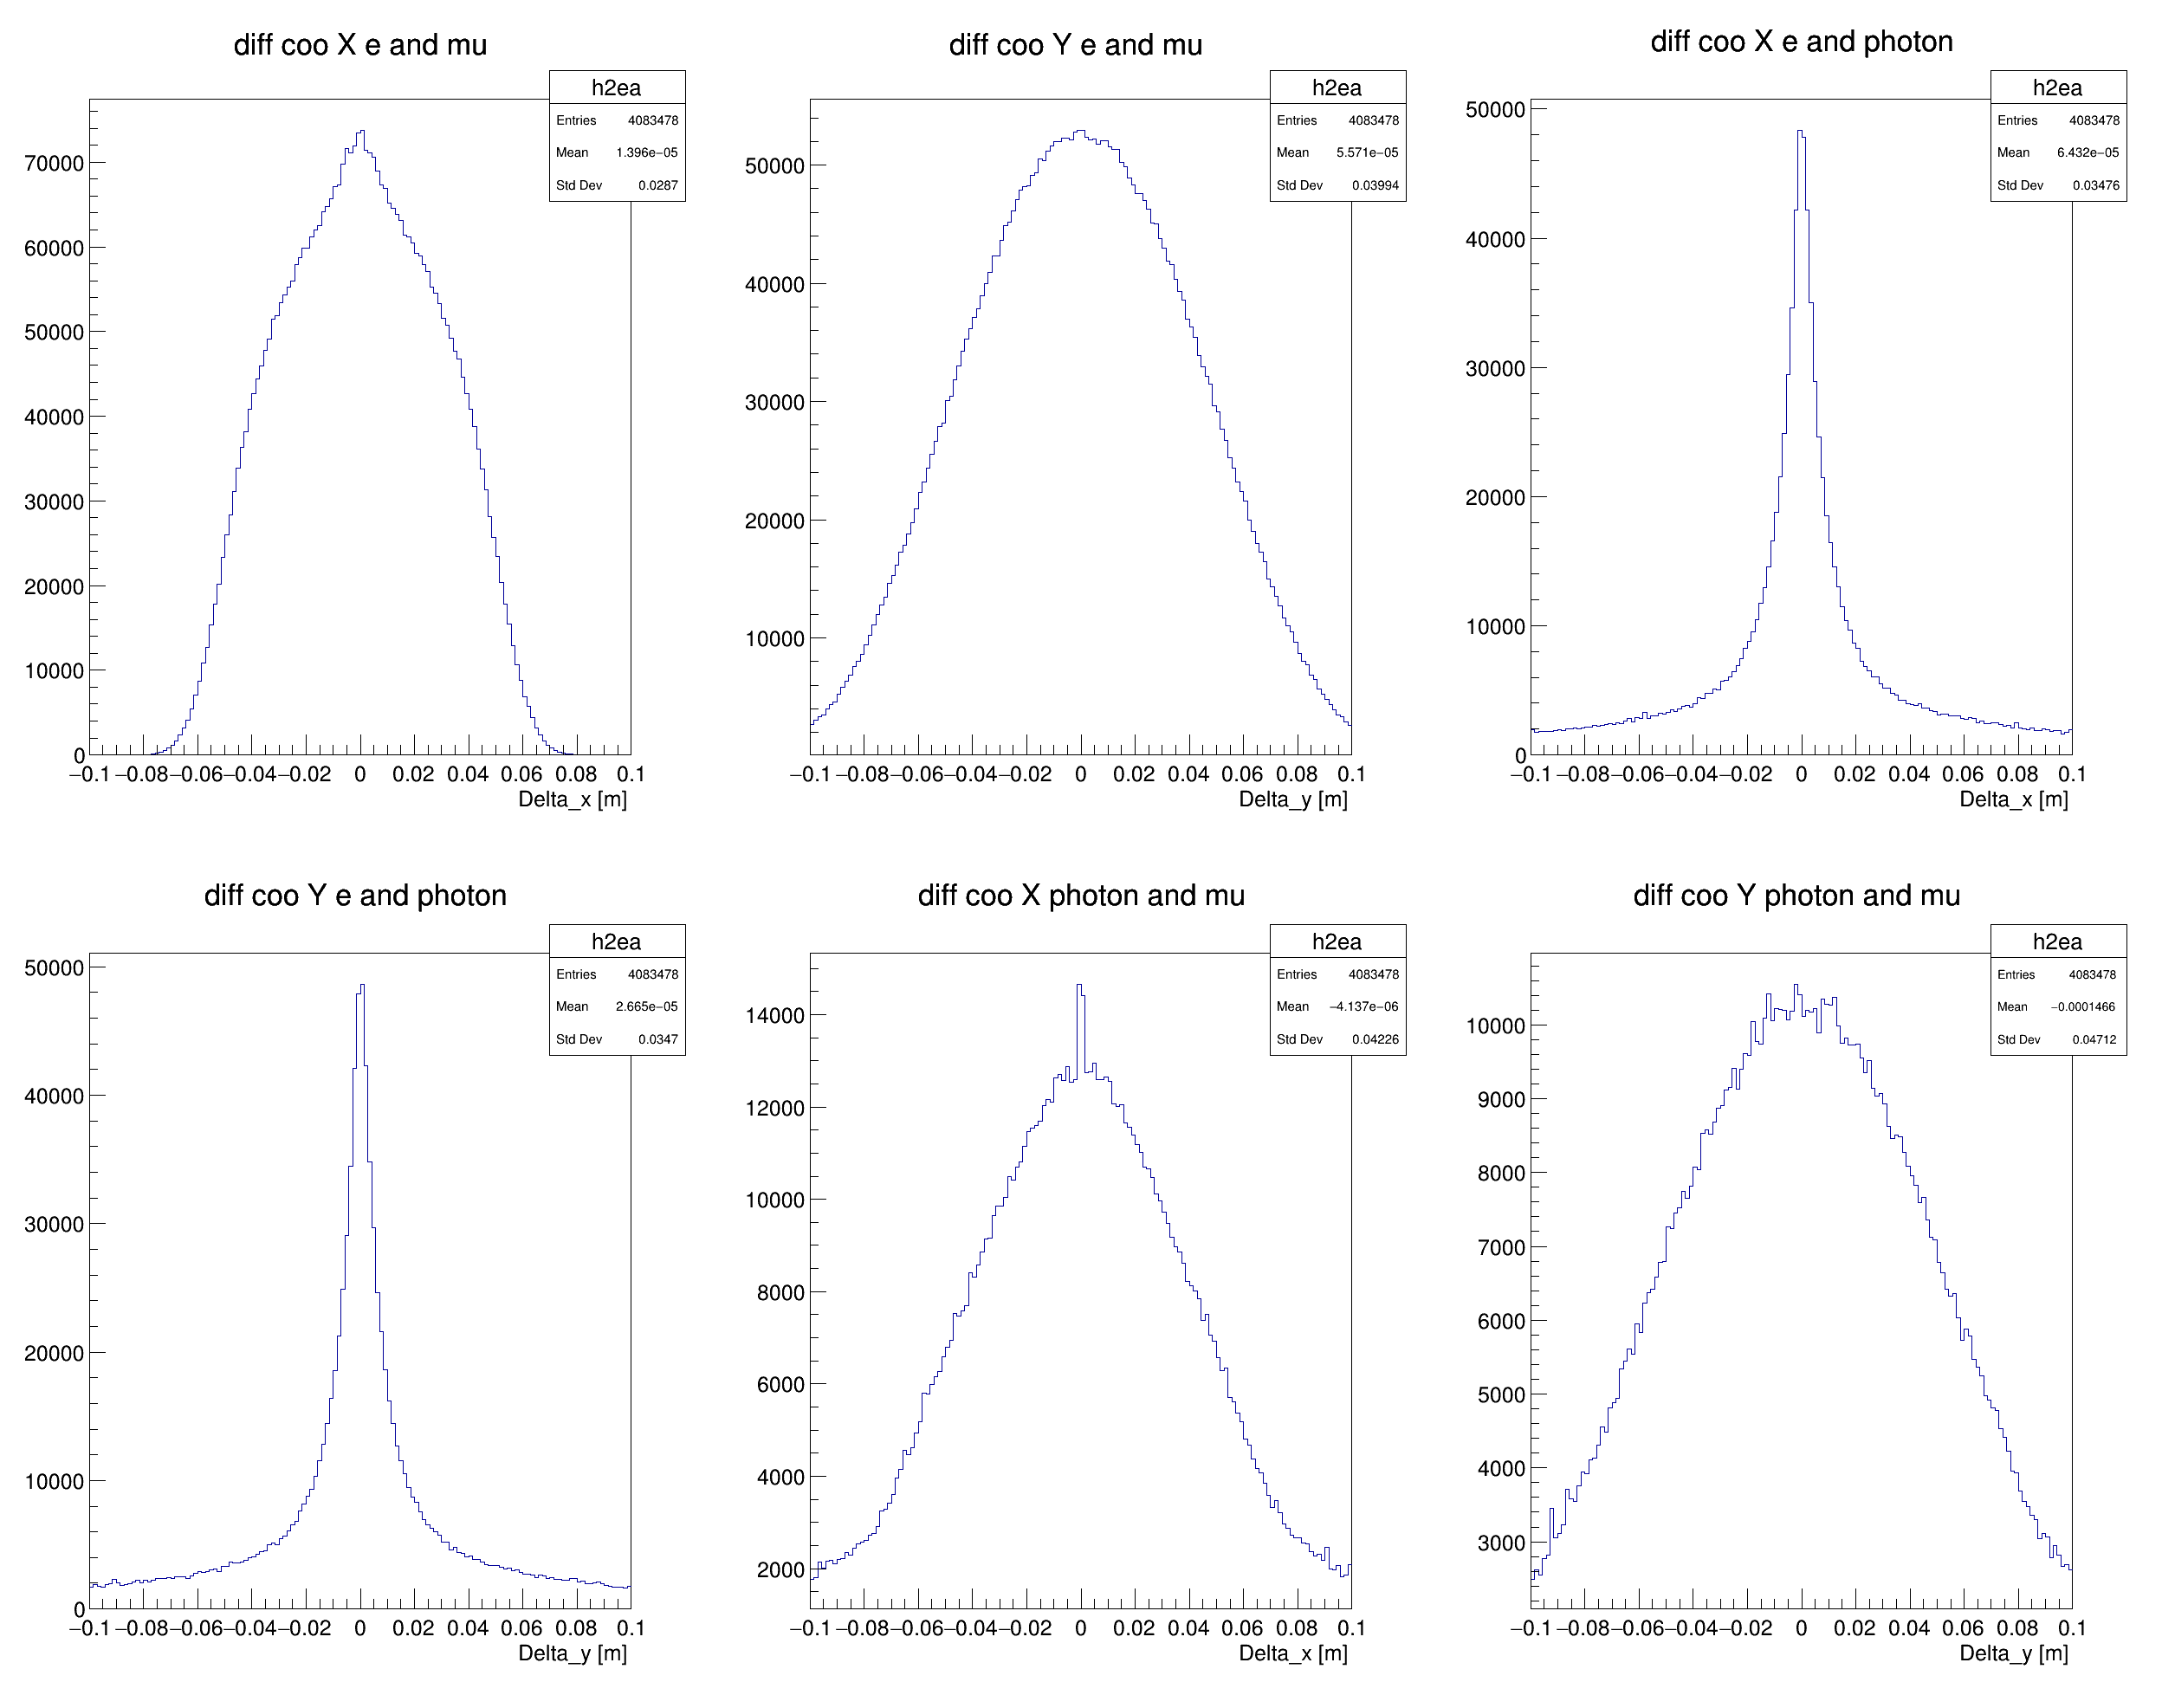 diff coo X e and mu
h2ea
Entries 4083478
Mean 1.396e−05
Std Dev 0.0287
70000
60000
50000
40000
30000
20000
10000
0
−0.1 −0.08 −0.06 −0.04 −0.02 0 0.02 0.04 0.06 0.08 0.1
Delta_x [m]
diff coo Y e and mu
h2ea
Entries 4083478
Mean 5.571e−05
Std Dev 0.03994
50000
40000
30000
20000
10000
−0.1 −0.08 −0.06 −0.04 −0.02 0 0.02 0.04 0.06 0.08 0.1
Delta_y [m]
diff coo X e and photon
h2ea
Entries 4083478
Mean 6.432e−05
Std Dev 0.03476
50000
40000
30000
20000
10000
0
−0.1 −0.08 −0.06 −0.04 −0.02 0 0.02 0.04 0.06 0.08 0.1
Delta_x [m]
diff coo Y e and photon
h2ea
Entries 4083478
Mean 2.665e−05
Std Dev 0.0347
50000
40000
30000
20000
10000
0
−0.1 −0.08 −0.06 −0.04 −0.02 0 0.02 0.04 0.06 0.08 0.1
Delta_y [m]
diff coo X photon and mu
h2ea
Entries 4083478
Mean −4.137e−06
Std Dev 0.04226
14000
12000
10000
8000
6000
4000
2000
−0.1 −0.08 −0.06 −0.04 −0.02 0 0.02 0.04 0.06 0.08 0.1
Delta_x [m]
diff coo Y photon and mu
h2ea
Entries 4083478
Mean −0.0001466
Std Dev 0.04712
10000
9000
8000
7000
6000
5000
4000
3000
−0.1 −0.08 −0.06 −0.04 −0.02 0 0.02 0.04 0.06 0.08 0.1
Delta_y [m]